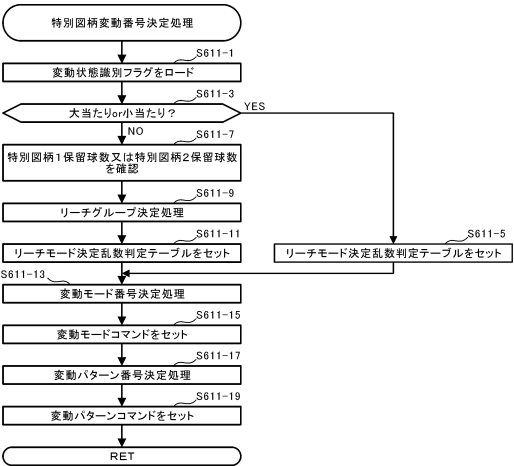 特別図柄変動番号決定処理
S611-1
変動状態識別フラグをロード
S611-3
大当たりor小当たり？
YES
NO
S611-7
特別図柄1保留球数又は特別図柄2保留球数
を確認
S611-9
リーチグループ決定処理
S611-11
リーチモード決定乱数判定テーブルをセット
S611-5
リーチモード決定乱数判定テーブルをセット
S611-13
変動モード番号決定処理
S611-15
変動モードコマンドをセット
S611-17
変動パターン番号決定処理
S611-19
変動パターンコマンドをセット
RET